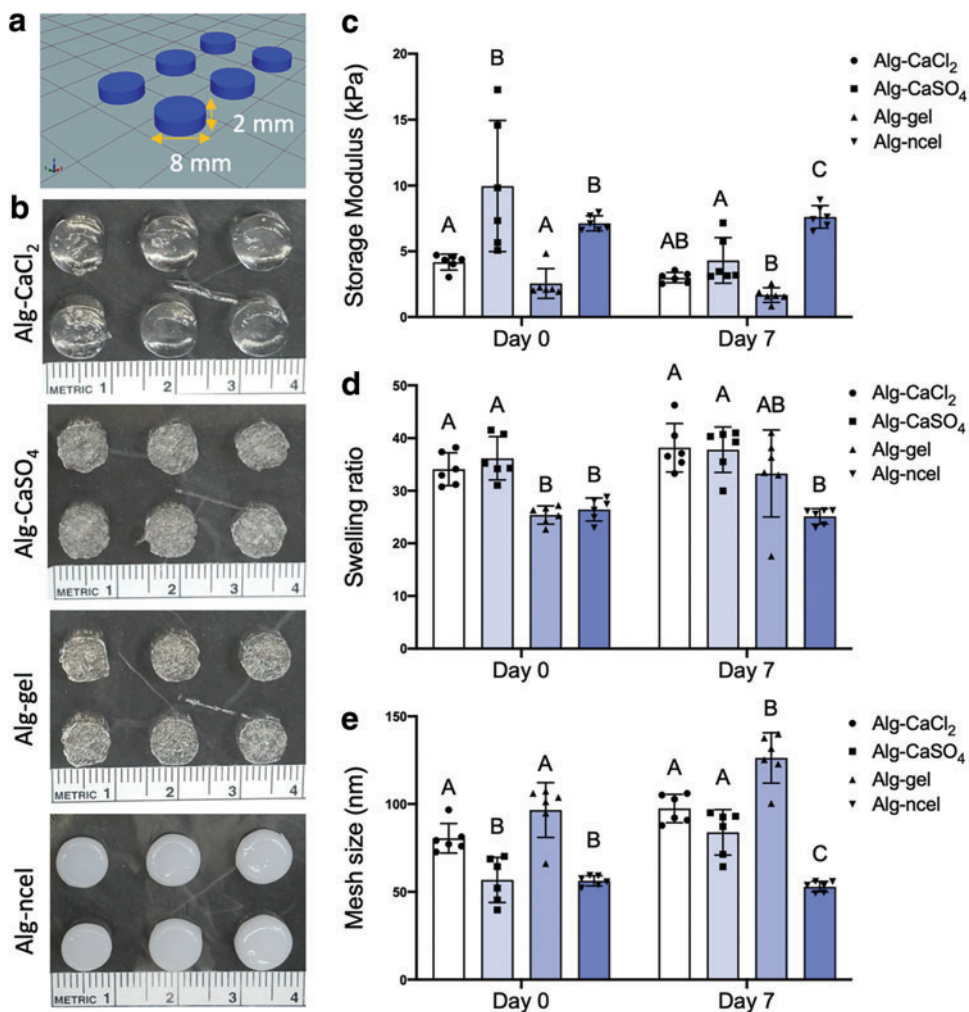 a
2 mm
8 mm
b
Alg-CaCl₂
METRIC 1 2 3 4
Alg-CaSO₄
METRIC 1 2 3 4
Alg-gel
METRIC 1 2 3 4
Alg-ncel
METRIC 1 2 3 4
c
Storage Modulus (kPa)
20
15
10
5
0
A B A B
AB A B C
Day 0 Day 7
Alg-CaCl₂
Alg-CaSO₄
Alg-gel
Alg-ncel
d
Swelling ratio
50
40
30
20
10
0
A A B B
A A AB B
Day 0 Day 7
Alg-CaCl₂
Alg-CaSO₄
Alg-gel
Alg-ncel
e
Mesh size (nm)
150
100
50
0
A B A B
A A B C
Day 0 Day 7
Alg-CaCl₂
Alg-CaSO₄
Alg-gel
Alg-ncel